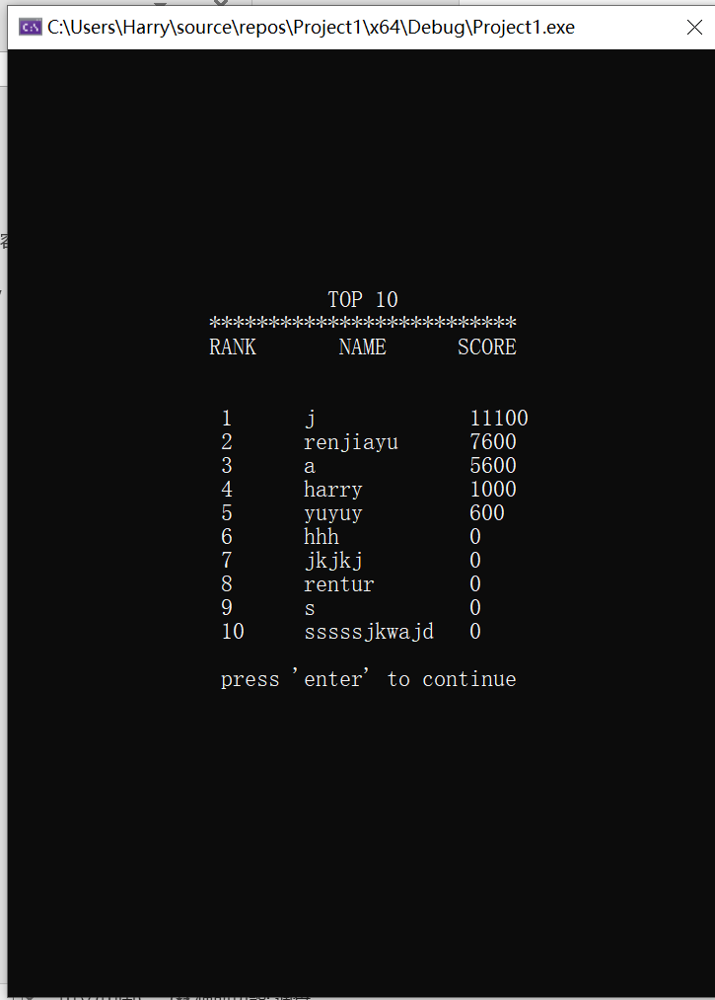 C:\Users\Harry\source\repos\Project1\x64\Debug\Project1.exe
TOP 10
**************************
RANK NAME SCORE
1 j 11100
2 renjiayu 7600
3 a 5600
4 harry 1000
5 yuyuy 600
6 hhh 0
7 jkjkj 0
8 rentur 0
9 s 0
10 sssssjkwajd 0
press 'enter' to continue